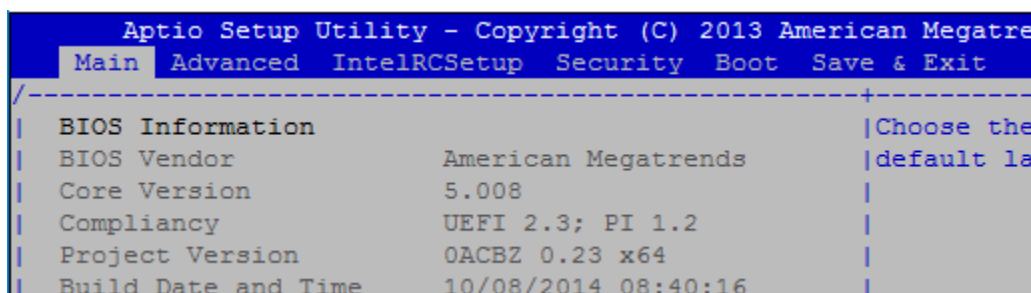 Aptio Setup Utility – Copyright (C) 2013 American Megatre
Main Advanced IntelRCSetup Security Boot Save & Exit
/----------------------------------------------------+----------
| BIOS Information |Choose the
| BIOS Vendor American Megatrends |default la
| Core Version 5.008 |
| Compliancy UEFI 2.3; PI 1.2 |
| Project Version 0ACBZ 0.23 x64 |
| Build Date and Time 10/08/2014 08:40:16 |